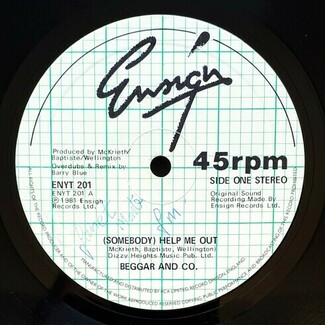 Ensign
Produced by McKrieth/
Baptiste/Wellington
Overdubs & Remix by
Barry Blue
ENYT 201
ENYT 201 A
℗1981 Ensign
Records Ltd.
45rpm
SIDE ONE STEREO
Original Sound
Recording Made By
Ensign Records Ltd.
(SOMEBODY) HELP ME OUT
McKrieth, Baptiste, Wellington
Dizzy Heights Music Pub. Ltd.
BEGGAR AND CO.